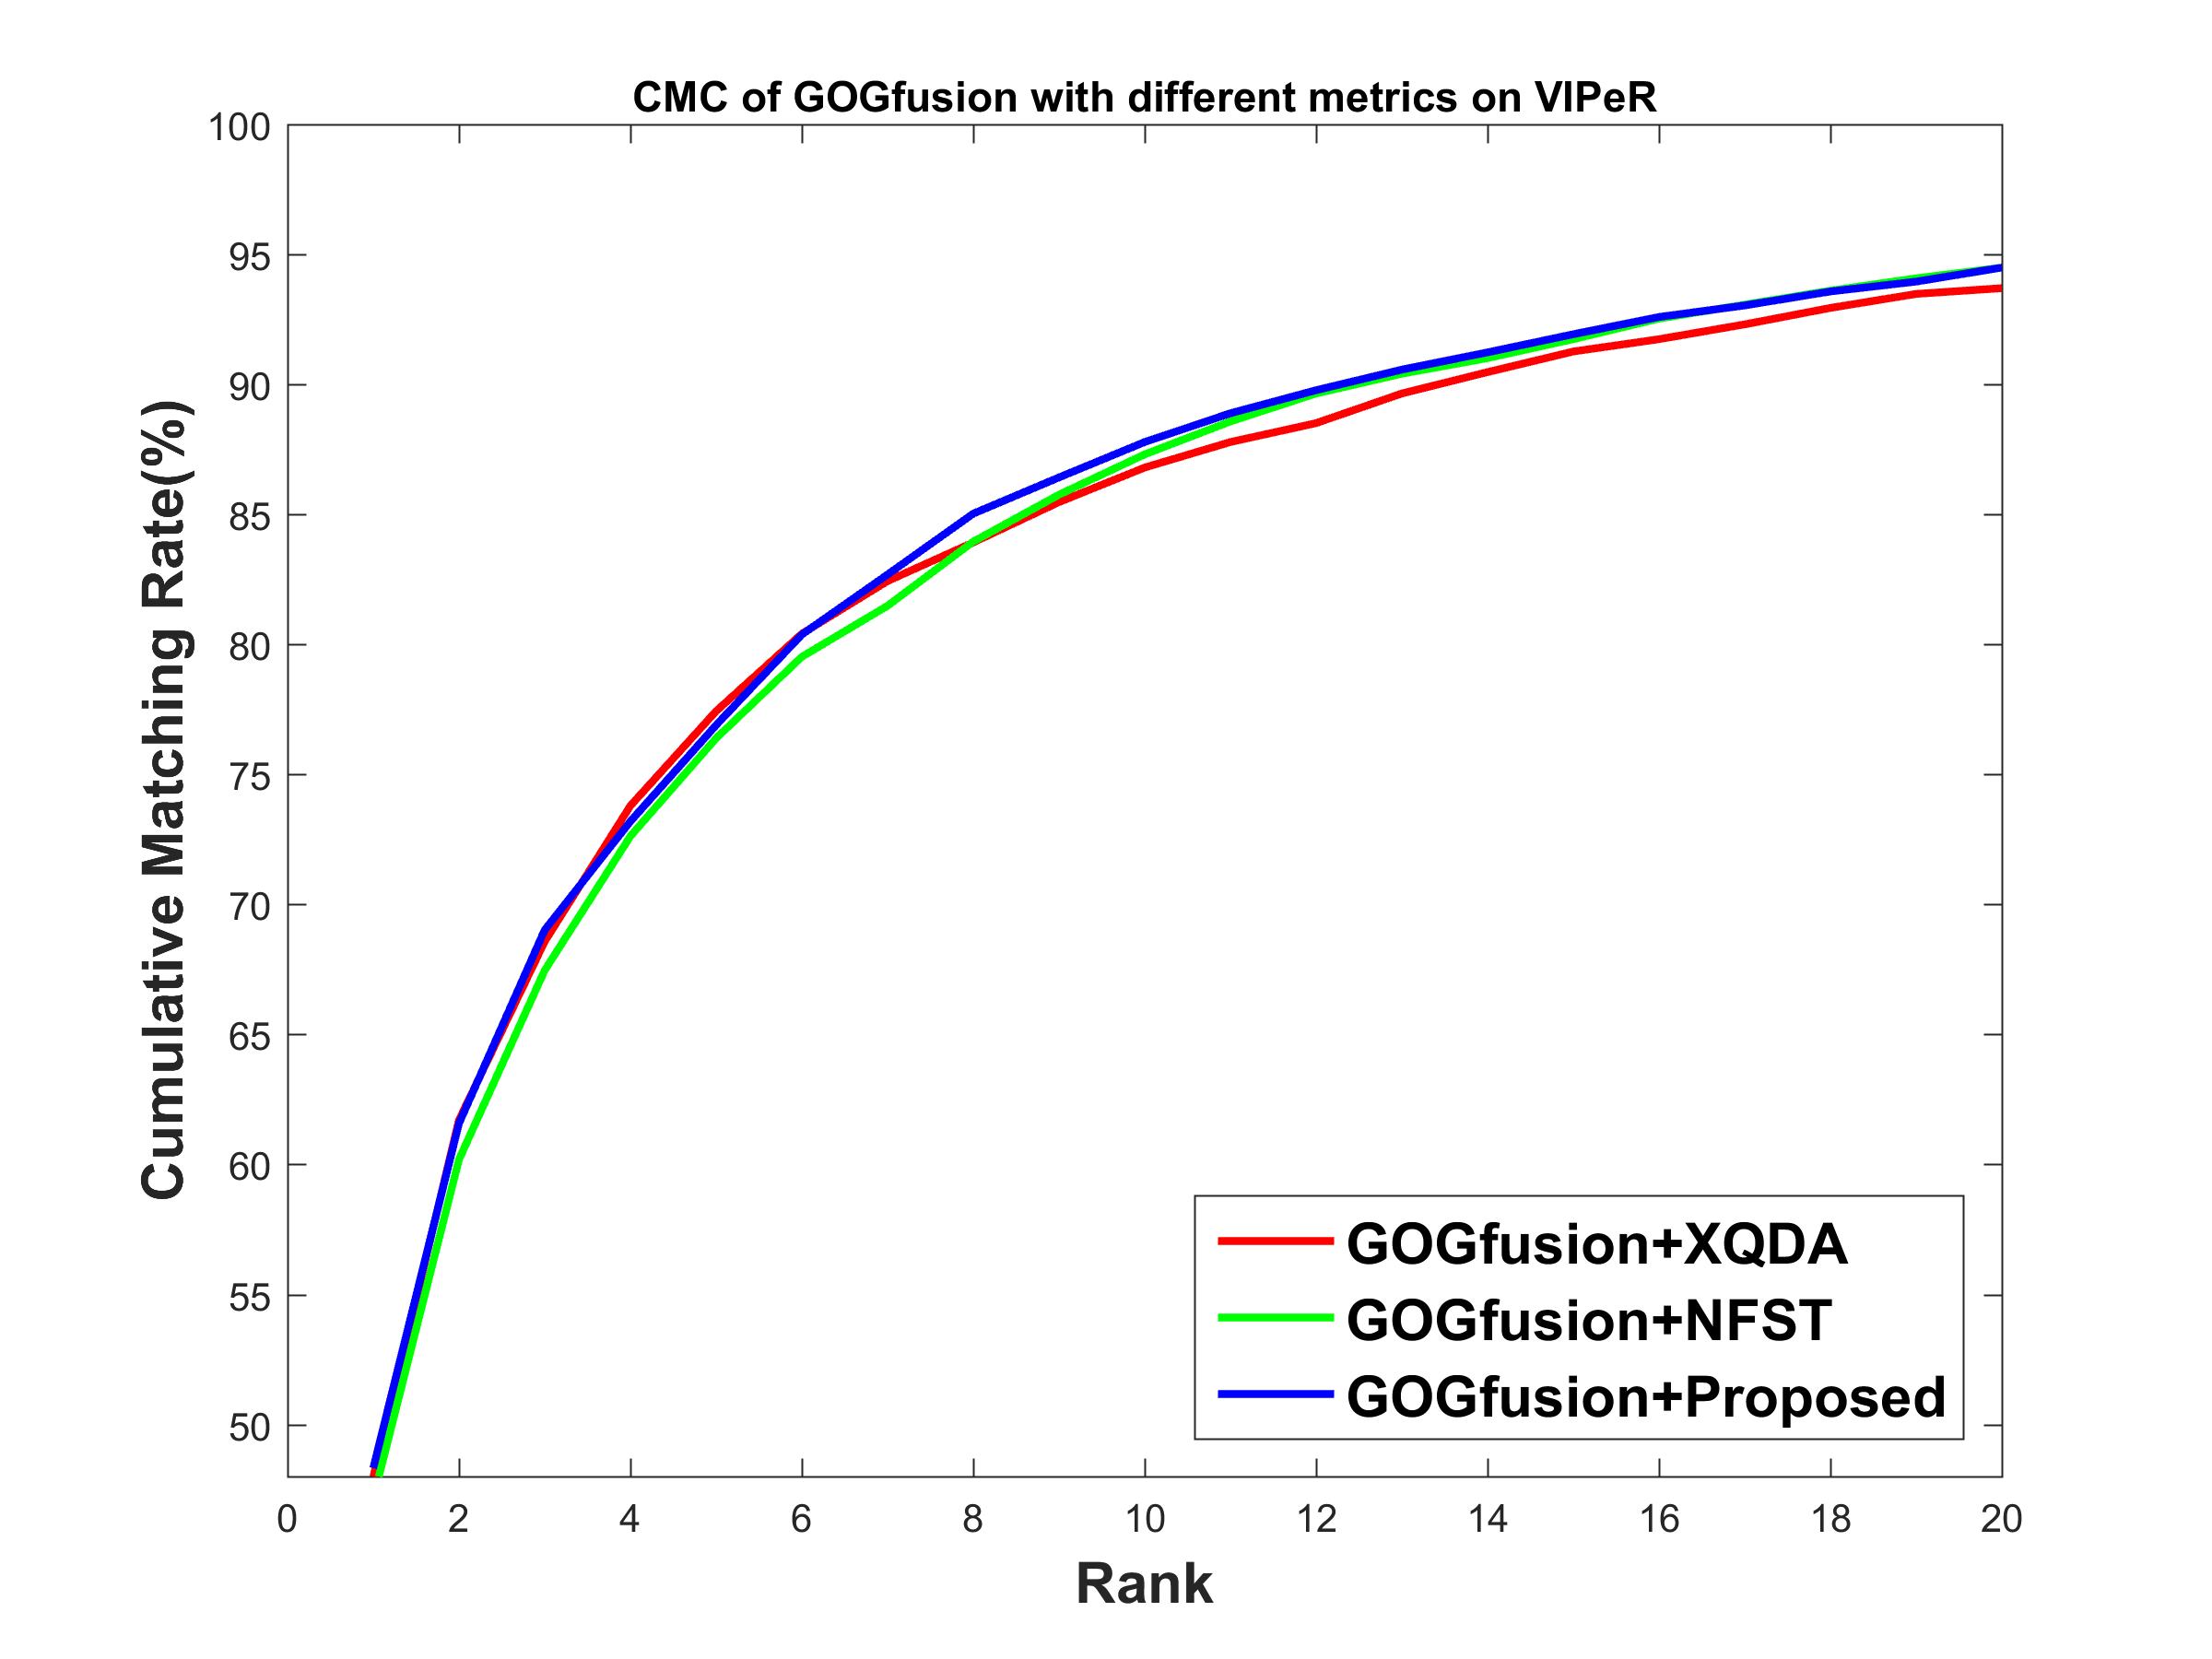 CMC of GOGfusion with different metrics on VIPeR
100
95
90
85
80
75
70
65
60
55
50
Cumulative Matching Rate(%)
GOGfusion+XQDA
GOGfusion+NFST
GOGfusion+Proposed
0 2 4 6 8 10 12 14 16 18 20
Rank